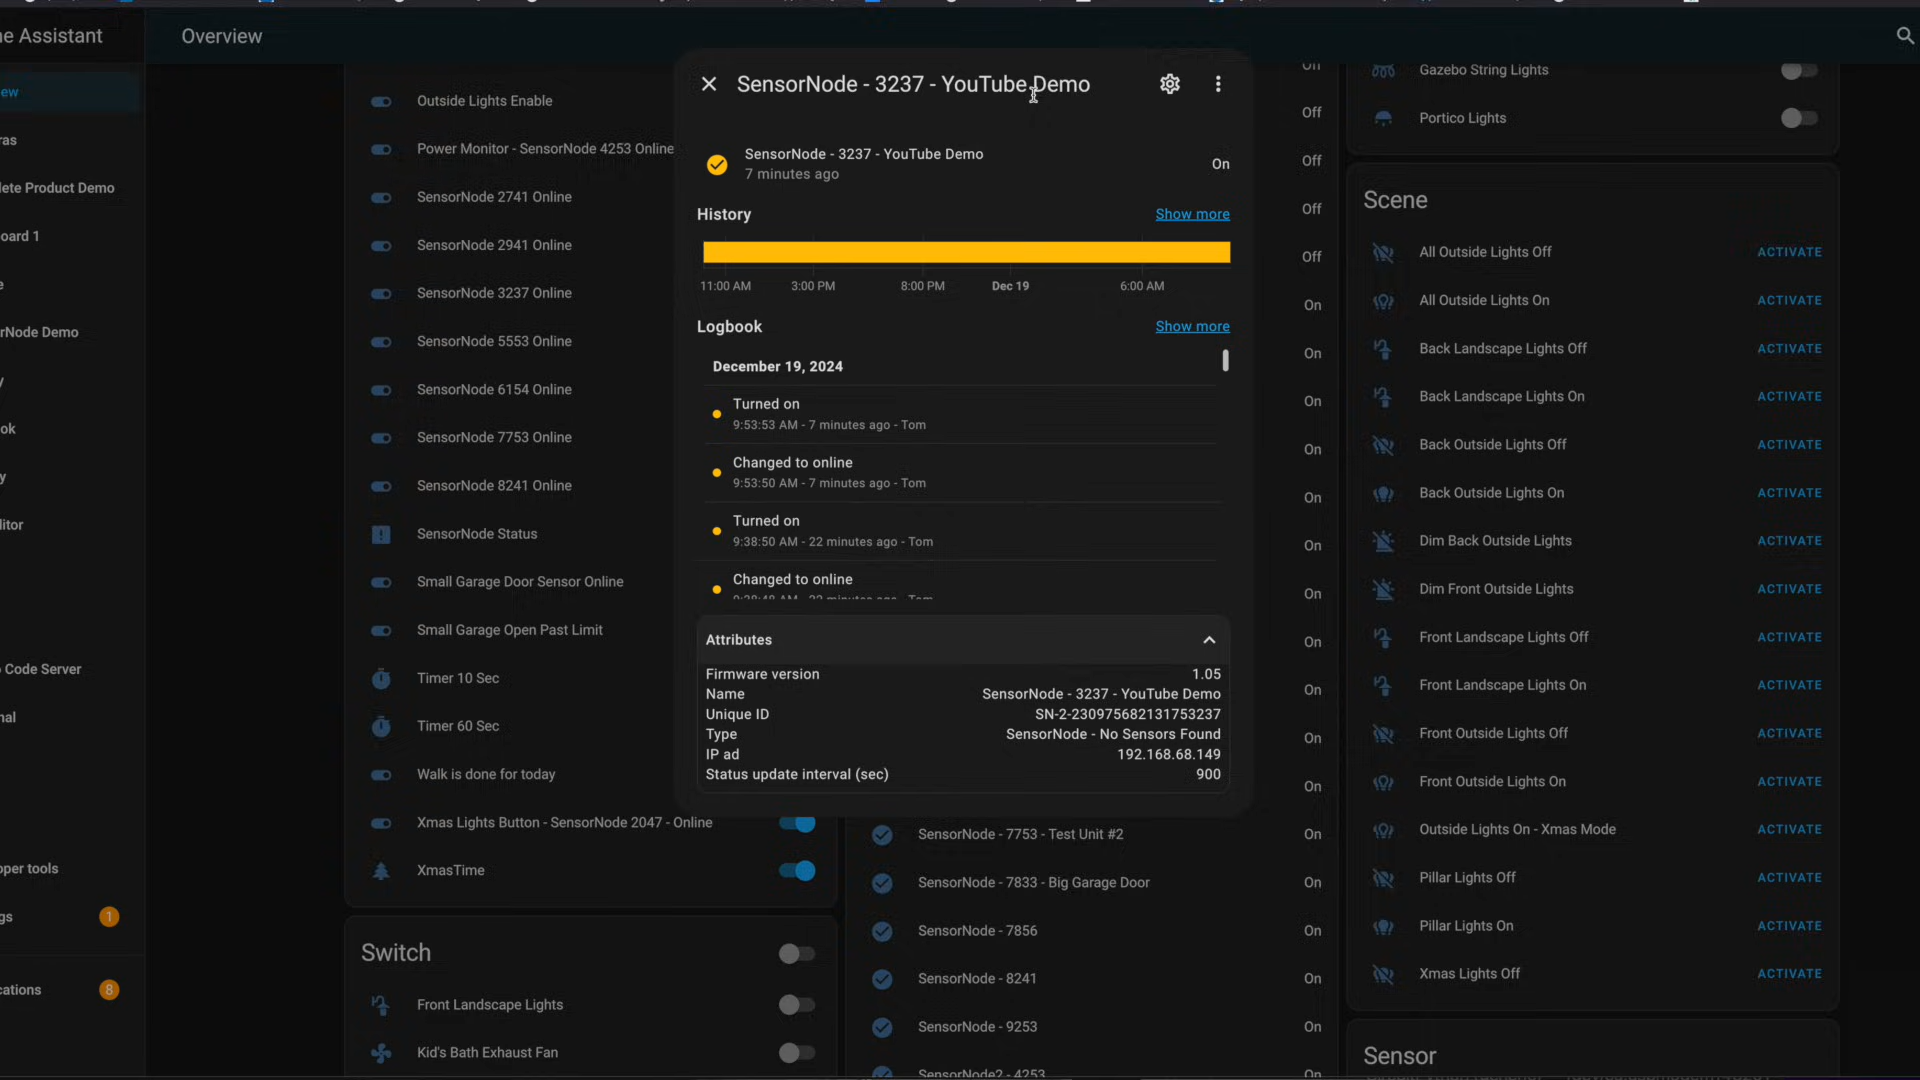 e Assistant
ew
ras
lete Product Demo
oard 1
e
rNode Demo
y
ok
y
litor
Code Server
nal
per tools
gs 1
cations 8
Overview
Outside Lights Enable
Power Monitor - SensorNode 4253 Online
SensorNode 2741 Online
SensorNode 2941 Online
SensorNode 3237 Online
SensorNode 5553 Online
SensorNode 6154 Online
SensorNode 7753 Online
SensorNode 8241 Online
SensorNode Status
Small Garage Door Sensor Online
Small Garage Open Past Limit
Timer 10 Sec
Timer 60 Sec
Walk is done for today
Xmas Lights Button - SensorNode 2047 - Online
XmasTime
Switch
Front Landscape Lights
Kid's Bath Exhaust Fan
SensorNode - 3237 - YouTube Demo
SensorNode - 3237 - YouTube Demo
7 minutes ago
On
History
Show more
11:00 AM 3:00 PM 8:00 PM Dec 19 6:00 AM
Logbook
Show more
December 19, 2024
Turned on
9:53:53 AM - 7 minutes ago - Tom
Changed to online
9:53:50 AM - 7 minutes ago - Tom
Turned on
9:38:50 AM - 22 minutes ago - Tom
Changed to online
9:38:48 AM - 22 minutes ago - Tom
Attributes
Firmware version 1.05
Name SensorNode - 3237 - YouTube Demo
Unique ID SN-2-230975682131753237
Type SensorNode - No Sensors Found
IP ad 192.168.68.149
Status update interval (sec) 900
Off
Off
Off
Off
Off
On
On
On
On
On
On
On
On
On
On
On
SensorNode - 7753 - Test Unit #2 On
SensorNode - 7833 - Big Garage Door On
SensorNode - 7856 On
SensorNode - 8241 On
SensorNode - 9253 On
SensorNode2 - 4253 On
Gazebo String Lights
Portico Lights
Scene
All Outside Lights Off ACTIVATE
All Outside Lights On ACTIVATE
Back Landscape Lights Off ACTIVATE
Back Landscape Lights On ACTIVATE
Back Outside Lights Off ACTIVATE
Back Outside Lights On ACTIVATE
Dim Back Outside Lights ACTIVATE
Dim Front Outside Lights ACTIVATE
Front Landscape Lights Off ACTIVATE
Front Landscape Lights On ACTIVATE
Front Outside Lights Off ACTIVATE
Front Outside Lights On ACTIVATE
Outside Lights On - Xmas Mode ACTIVATE
Pillar Lights Off ACTIVATE
Pillar Lights On ACTIVATE
Xmas Lights Off ACTIVATE
Sensor